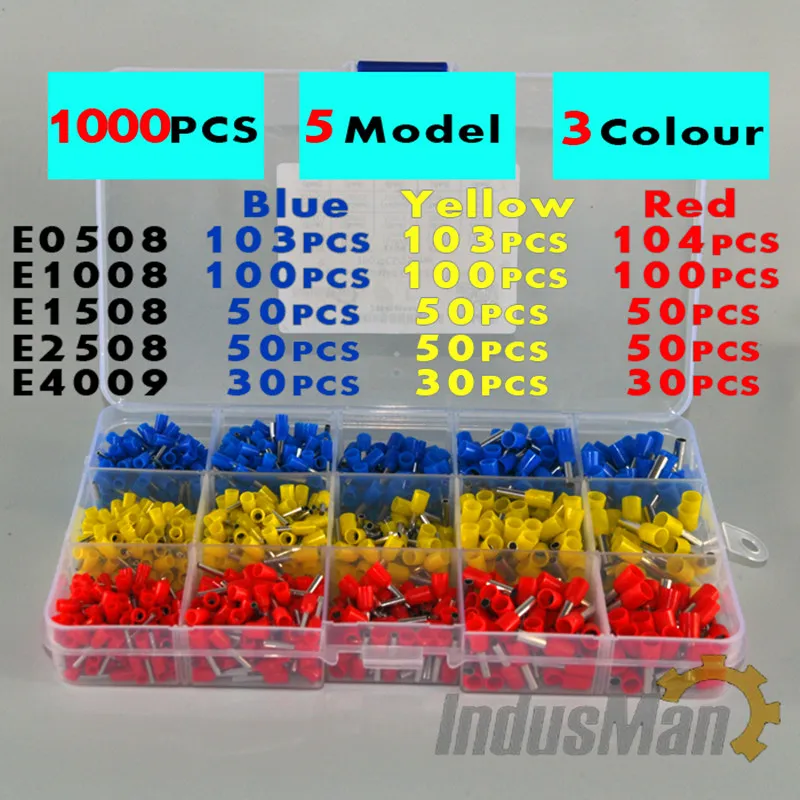 1000PCS 5 Model 3 Colour
Blue Yellow Red
E0508 103PCS 103PCS 104PCS
E1008 100PCS 100PCS 100PCS
E1508 50PCS 50PCS 50PCS
E2508 50PCS 50PCS 50PCS
E4009 30PCS 30PCS 30PCS
IndusMan